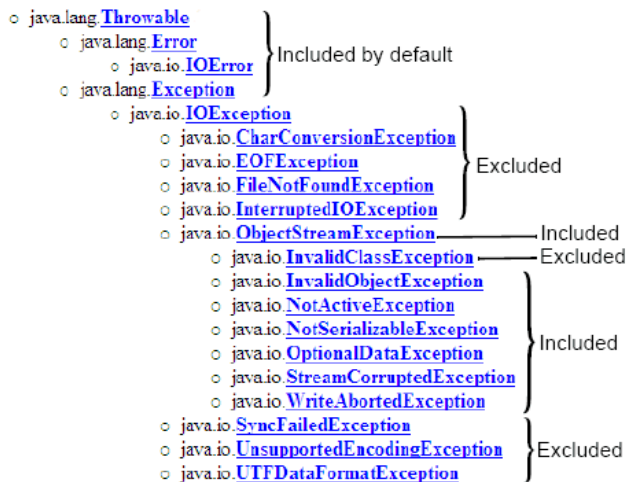 java.lang.Throwable
java.lang.Error
java.io.IOError
java.lang.Exception
Included by default
java.io.IOException
java.io.CharConversionException
java.io.EOFException
java.io.FileNotFoundException
java.io.InterruptedIOException
Excluded
java.io.ObjectStreamException Included
java.io.InvalidClassException Excluded
java.io.InvalidObjectException
java.io.NotActiveException
java.io.NotSerializableException
java.io.OptionalDataException
java.io.StreamCorruptedException
java.io.WriteAbortedException
Included
java.io.SyncFailedException
java.io.UnsupportedEncodingException
java.io.UTFDataFormatException
Excluded